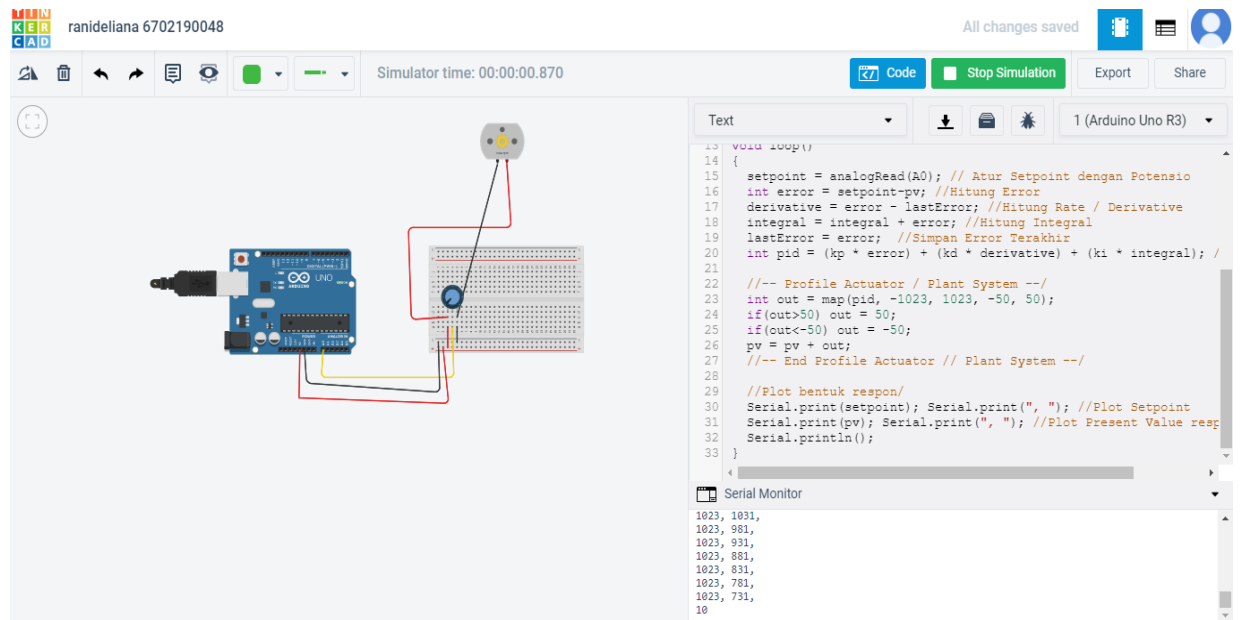 TIN
KER
CAD
ranideliana 6702190048
All changes saved
Simulator time: 00:00:00.870
Code
Stop Simulation
Export
Share
Text
1 (Arduino Uno R3)
13 void loop()
14 {
15 setpoint = analogRead(A0); // Atur Setpoint dengan Potensio
16 int error = setpoint-pv; //Hitung Error
17 derivative = error - lastError; //Hitung Rate / Derivative
18 integral = integral + error; //Hitung Integral
19 lastError = error; //Simpan Error Terakhir
20 int pid = (kp * error) + (kd * derivative) + (ki * integral); /
21
22 //-- Profile Actuator / Plant System --/
23 int out = map(pid, -1023, 1023, -50, 50);
24 if(out>50) out = 50;
25 if(out<-50) out = -50;
26 pv = pv + out;
27 //-- End Profile Actuator // Plant System --/
28
29 //Plot bentuk respon/
30 Serial.print(setpoint); Serial.print(", "); //Plot Setpoint
31 Serial.print(pv); Serial.print(", "); //Plot Present Value resp
32 Serial.println();
33 }
Serial Monitor
1023, 1031,
1023, 981,
1023, 931,
1023, 881,
1023, 831,
1023, 781,
1023, 731,
10
UNO
ARDUINO
POWER
ANALOG IN